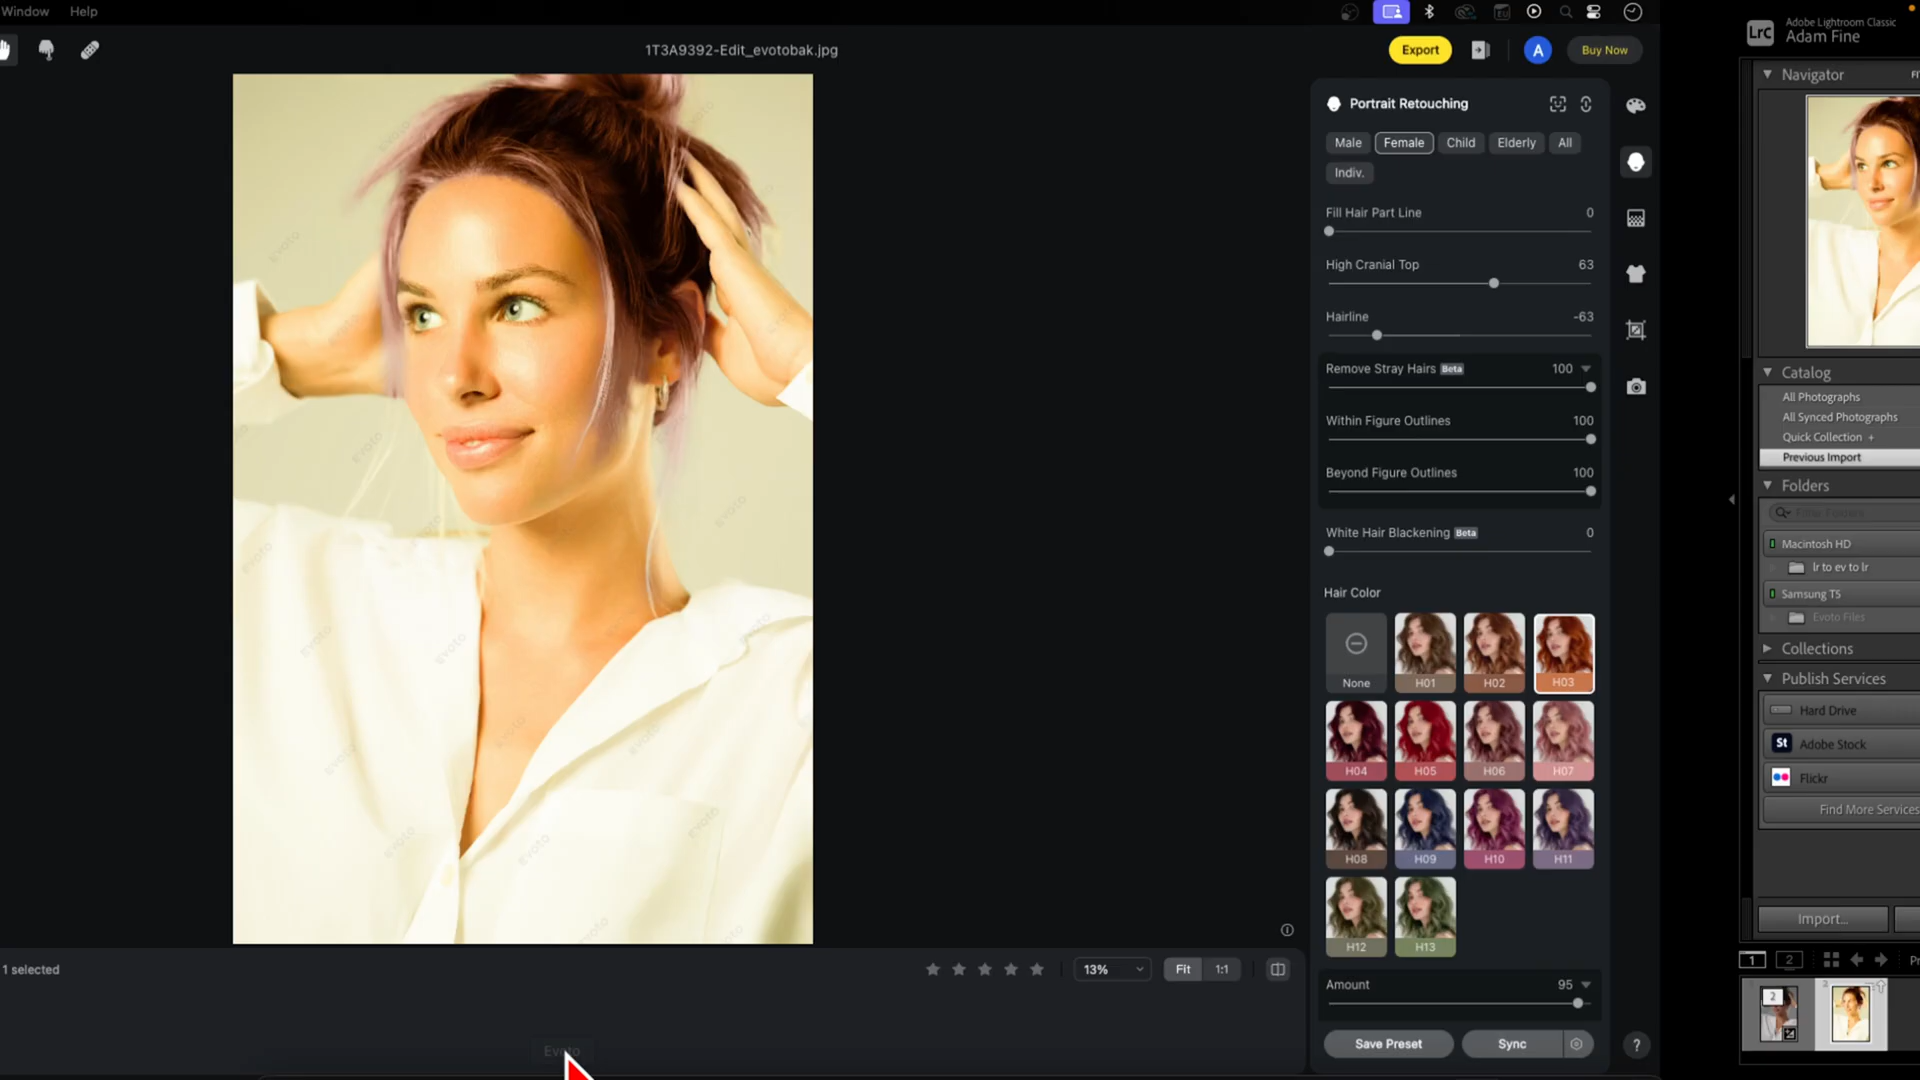 Window Help
1T3A9392-Edit_evotobak.jpg
Export
A
Buy Now
Portrait Retouching
Male Female Child Elderly All
Indiv.
Fill Hair Part Line 0
High Cranial Top 63
Hairline -63
Remove Stray Hairs Beta 100
Within Figure Outlines 100
Beyond Figure Outlines 100
White Hair Blackening Beta 0
Hair Color
None H01 H02 H03
H04 H05 H06 H07
H08 H09 H10 H11
H12 H13
Amount 95
Save Preset Sync
?
1 selected
13%
Fit 1:1
Evoto
Lrc
Adobe Lightroom Classic
Adam Fine
Navigator
Catalog
All Photographs
All Synced Photographs
Quick Collection +
Previous Import
Folders
Filter Folders
Macintosh HD
lr to ev to lr
Samsung T5
Evoto Files
Collections
Publish Services
Hard Drive
St Adobe Stock
Flickr
Find More Services
Import...
1 2
2
Evoto